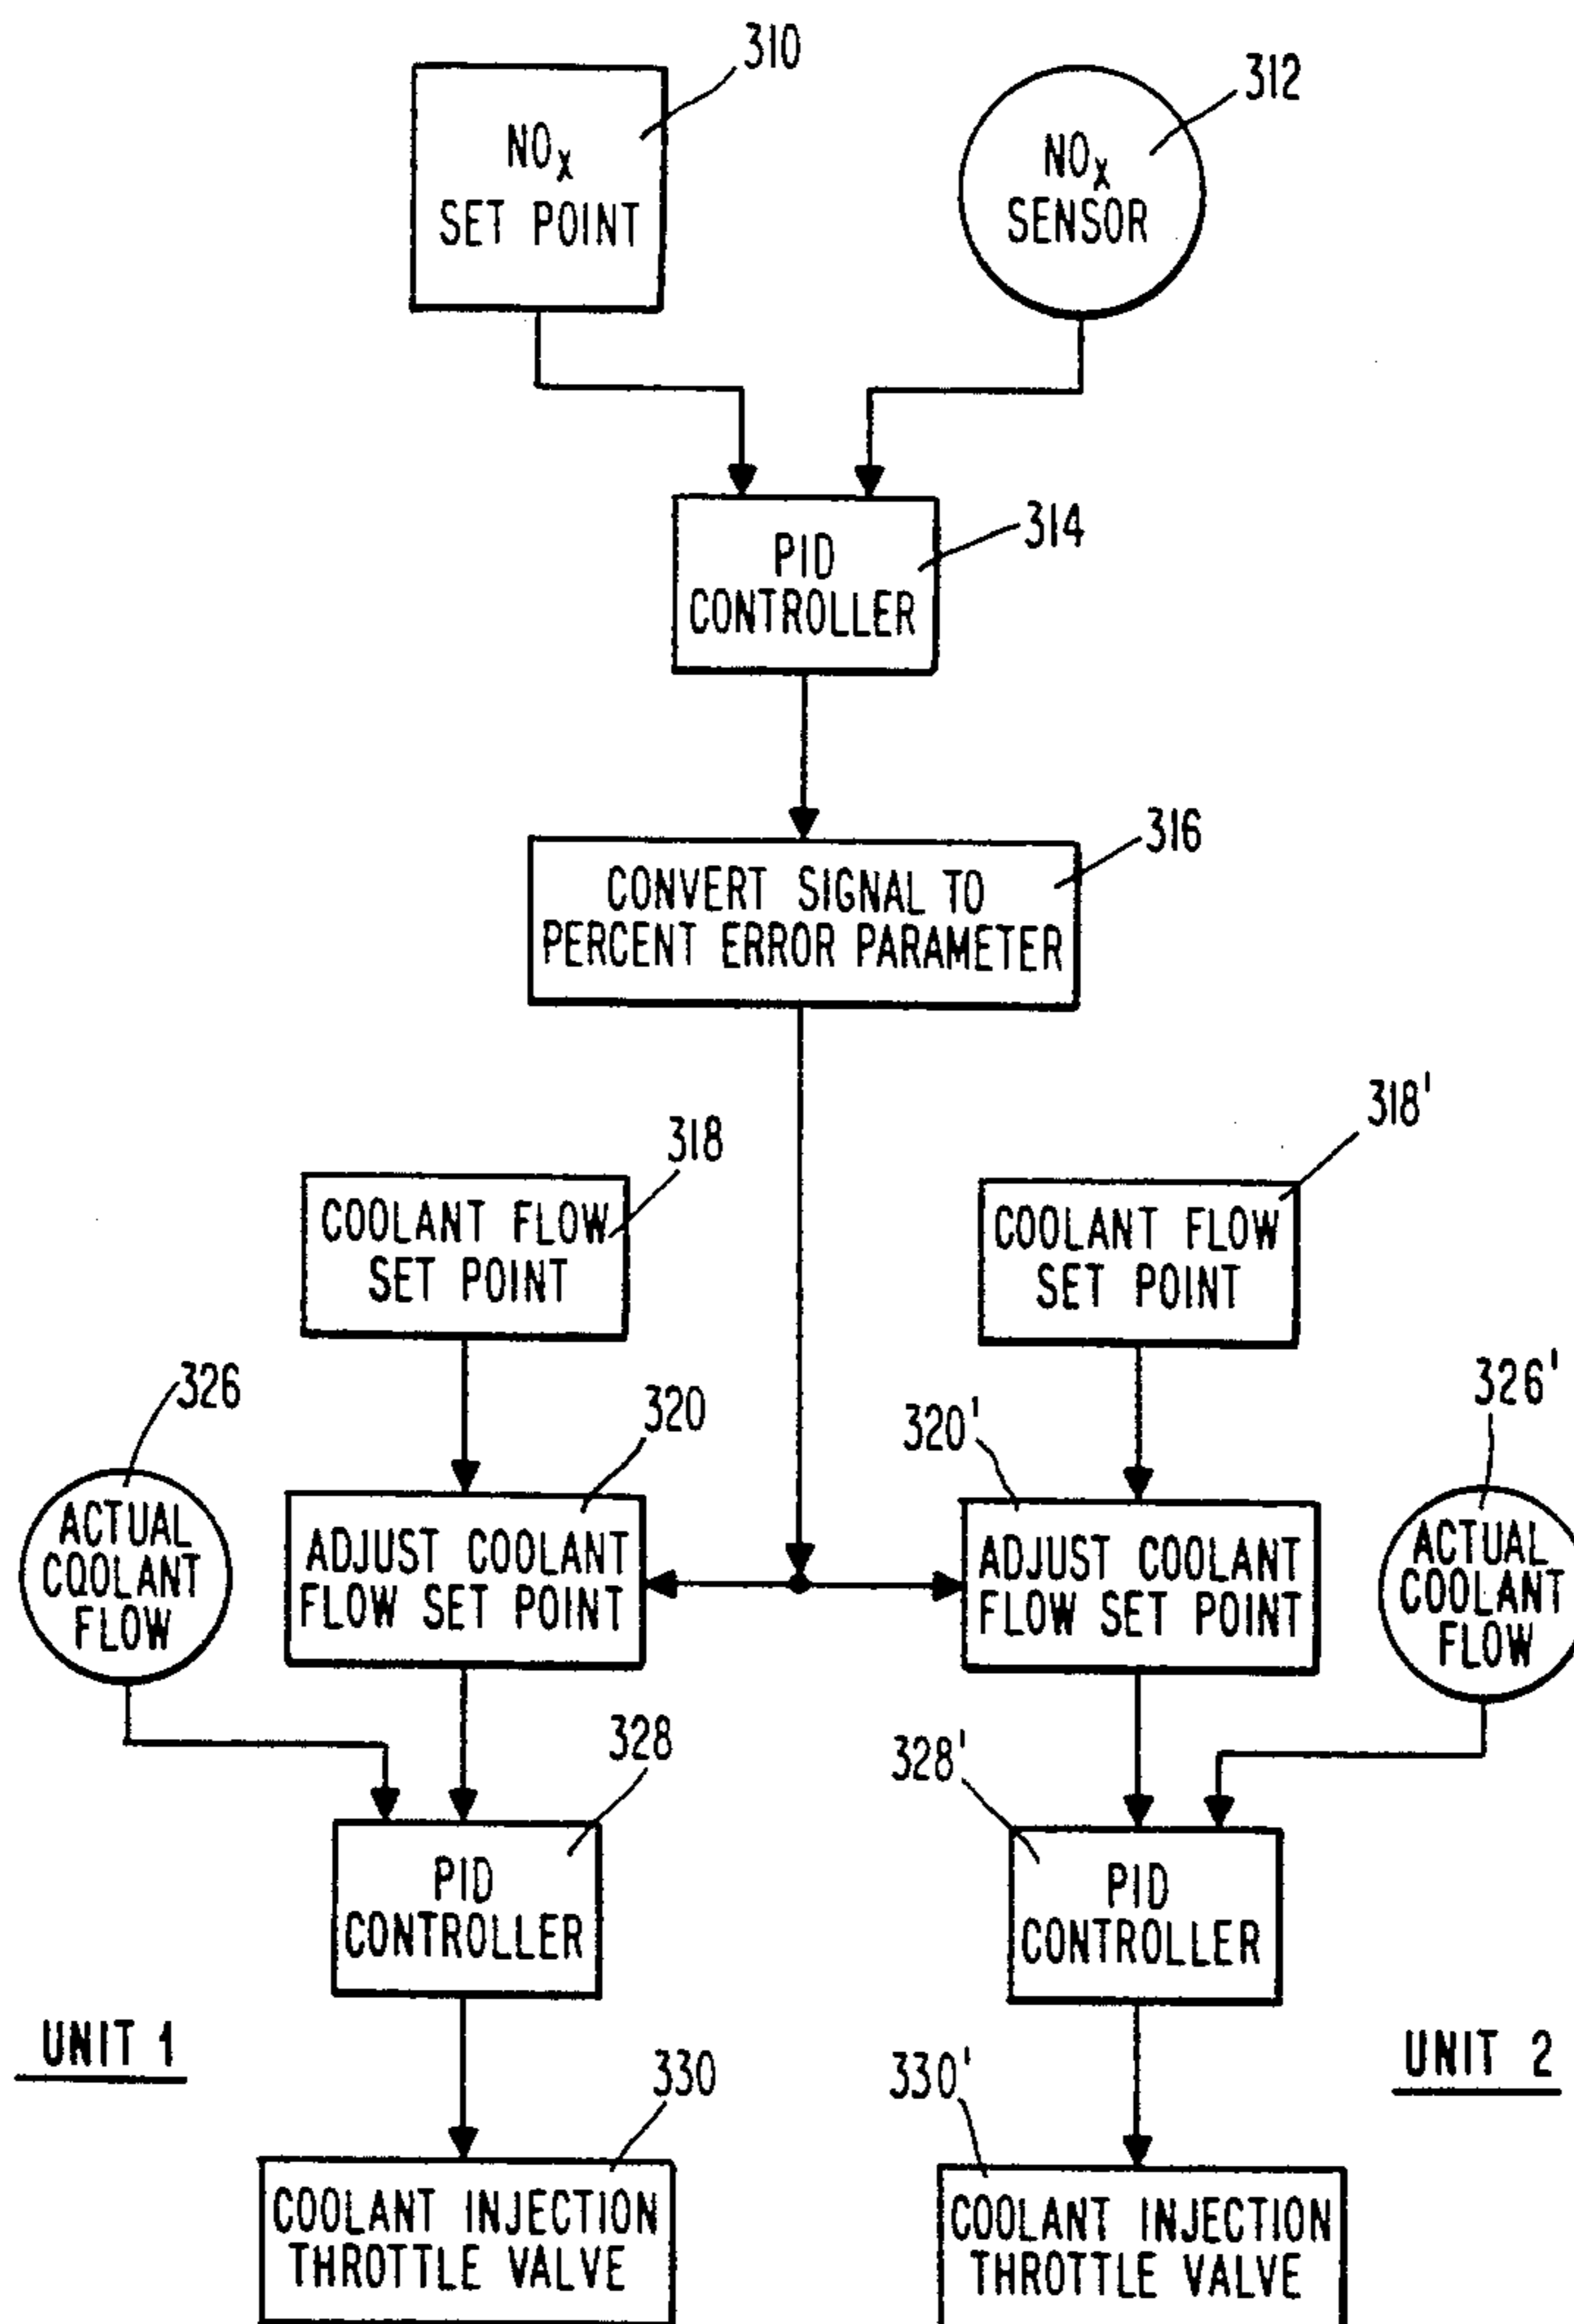 310
312
NOx
SET POINT
NOx
SENSOR
314
PID
CONTROLLER
316
CONVERT SIGNAL TO
PERCENT ERROR PARAMETER
318
318'
COOLANT FLOW
SET POINT
COOLANT FLOW
SET POINT
326
320
320'
326'
ACTUAL
COOLANT
FLOW
ADJUST COOLANT
FLOW SET POINT
ADJUST COOLANT
FLOW SET POINT
ACTUAL
COOLANT
FLOW
328
328'
PID
CONTROLLER
PID
CONTROLLER
UNIT 1
UNIT 2
330
330'
COOLANT INJECTION
THROTTLE VALVE
COOLANT INJECTION
THROTTLE VALVE